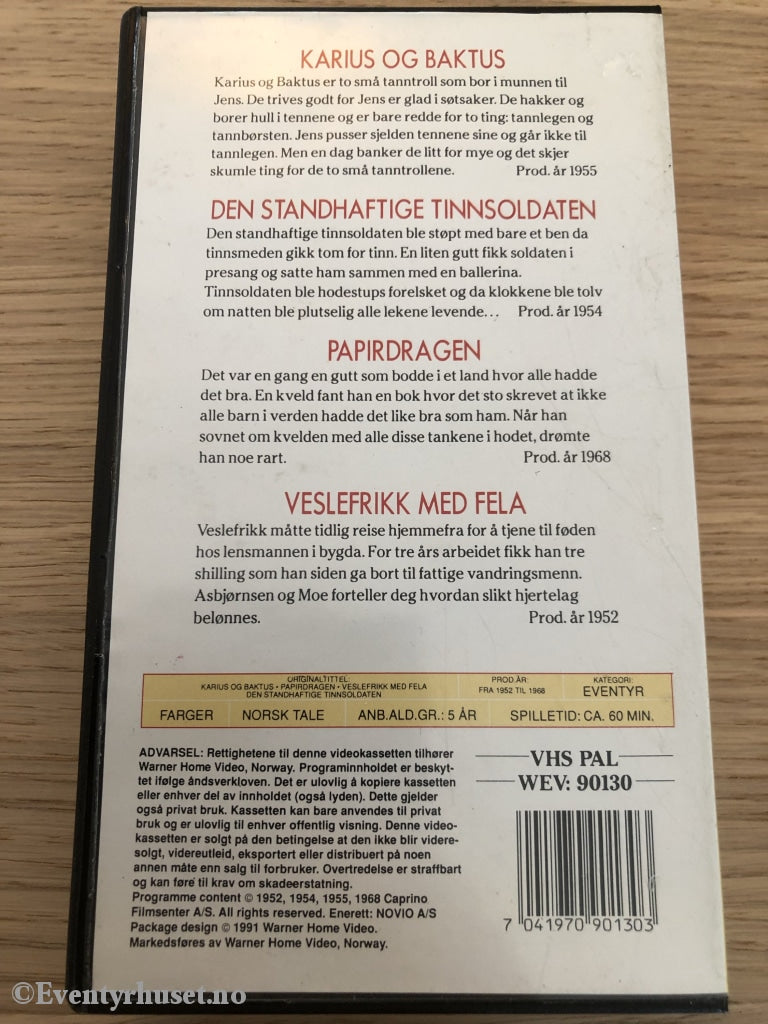 KARIUS OG BAKTUS
Karius og Baktus er to små tanntroll som bor i munnen til
Jens. De trives godt for Jens er glad i søtsaker. De hakker og
borer hull i tennene og er bare redde for to ting: tannlegen og
tannbørsten. Jens pusser sjelden tennene sine og går ikke til
tannlegen. Men en dag banker de litt for mye og det skjer
skumle ting for de to små tanntrollene. Prod. år 1955
DEN STANDHAFTIGE TINNSOLDATEN
Den standhaftige tinnsoldaten ble støpt med bare et ben da
tinnsmeden gikk tom for tinn. En liten gutt fikk soldaten i
presang og satte ham sammen med en ballerina.
Tinnsoldaten ble hodestups forelsket og da klokkene ble tolv
om natten ble plutselig alle lekene levende... Prod. år 1954
PAPIRDRAGEN
Det var en gang en gutt som bodde i et land hvor alle hadde
det bra. En kveld fant han en bok hvor det sto skrevet at ikke
alle barn i verden hadde det like bra som ham. Når han
sovnet om kvelden med alle disse tankene i hodet, drømte
han noe rart. Prod. år 1968
VESLEFRIKK MED FELA
Veslefrikk måtte tidlig reise hjemmefra for å tjene til føden
hos lensmannen i bygda. For tre års arbeidet fikk han tre
shilling som han siden ga bort til fattige vandringsmenn.
Asbjørnsen og Moe forteller deg hvordan slikt hjertelag
belønnes. Prod. år 1952
ORIGINALTITTEL:
KARIUS OG BAKTUS • PAPIRDRAGEN • VESLEFRIKK MED FELA
DEN STANDHAFTIGE TINNSOLDATEN
PROD.ÅR:
FRA 1952 TIL 1968
KATEGORI:
EVENTYR
FARGER NORSK TALE ANB.ALD.GR.: 5 ÅR SPILLETID: CA. 60 MIN.
ADVARSEL: Rettighetene til denne videokassetten tilhører
Warner Home Video, Norway. Programinnholdet er beskyt-
tet ifølge åndsverkloven. Det er ulovlig å kopiere kassetten
eller enhver del av innholdet (også lyden). Dette gjelder
også privat bruk. Kassetten kan bare anvendes til privat
bruk og er ulovlig til enhver offentlig visning. Denne video-
kassetten er solgt på den betingelse at den ikke blir videre-
solgt, videreutleid, eksportert eller distribuert på noen
annen måte enn salg til forbruker. Overtredelse er straffbart
og kan føre til krav om skadeerstatning.
Programme content © 1952, 1954, 1955, 1968 Caprino
Filmsenter A/S. All rights reserved. Enerett: NOVIO A/S
Package design © 1991 Warner Home Video.
Markedsføres av Warner Home Video, Norway.
VHS PAL
WEV: 90130
7 041970 901303
©Eventyrhuset.no